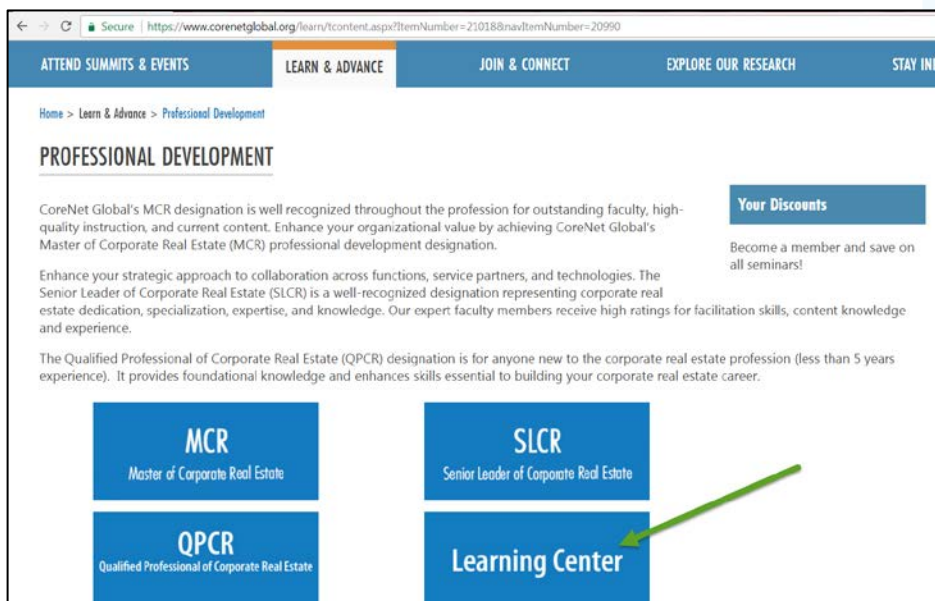 Secure | https://www.corenetglobal.org/learn/tcontent.aspx?ItemNumber=21018&navItemNumber=20990
ATTEND SUMMITS & EVENTS
LEARN & ADVANCE
JOIN & CONNECT
EXPLORE OUR RESEARCH
STAY IN
Home > Learn & Advance > Professional Development
PROFESSIONAL DEVELOPMENT
CoreNet Global's MCR designation is well recognized throughout the profession for outstanding faculty, high-
quality instruction, and current content. Enhance your organizational value by achieving CoreNet Global's
Master of Corporate Real Estate (MCR) professional development designation.
Your Discounts
Become a member and save on
all seminars!
Enhance your strategic approach to collaboration across functions, service partners, and technologies. The
Senior Leader of Corporate Real Estate (SLCR) is a well-recognized designation representing corporate real
estate dedication, specialization, expertise, and knowledge. Our expert faculty members receive high ratings for facilitation skills, content knowledge
and experience.
The Qualified Professional of Corporate Real Estate (QPCR) designation is for anyone new to the corporate real estate profession (less than 5 years
experience). It provides foundational knowledge and enhances skills essential to building your corporate real estate career.
MCR
Master of Corporate Real Estate
SLCR
Senior Leader of Corporate Real Estate
QPCR
Qualified Professional of Corporate Real Estate
Learning Center